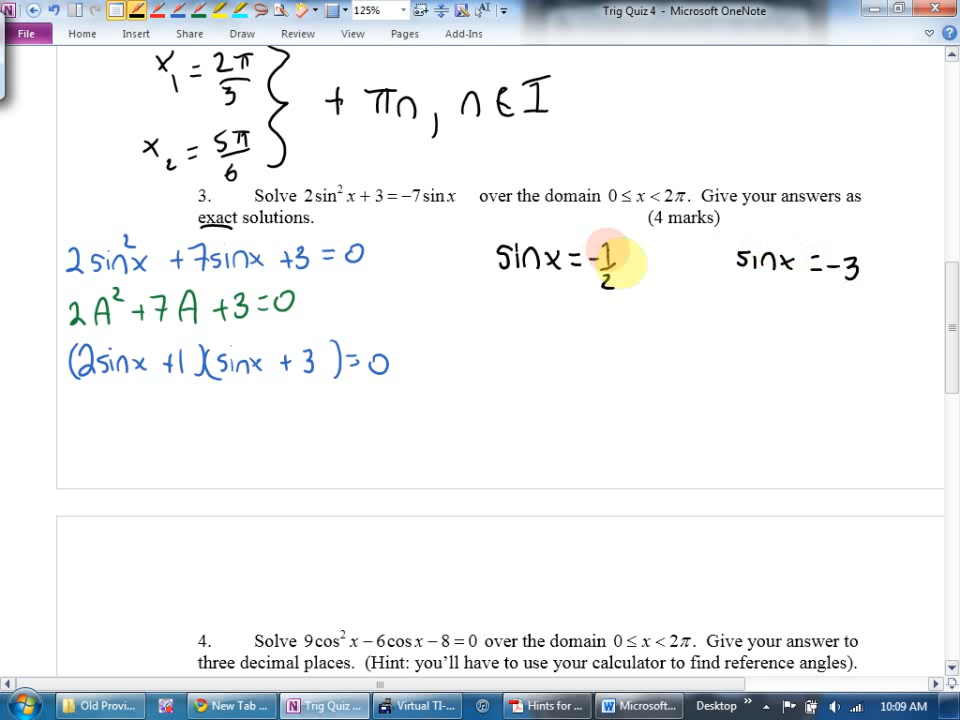 125%
Trig Quiz 4 - Microsoft OneNote
File Home Insert Share Draw Review View Pages Add-Ins
x₁ = 2π/3
+ πn, n ∈ I
x₂ = 5π/6
3. Solve 2sin² x + 3 = −7sin x over the domain 0 ≤ x < 2π. Give your answers as
exact solutions. (4 marks)
2sin²x + 7sinx + 3 = 0
sinx = -1/2
sinx = -3
2A² + 7A + 3 = 0
(2sinx + 1)(sinx + 3) = 0
4. Solve 9cos² x − 6cos x − 8 = 0 over the domain 0 ≤ x < 2π. Give your answer to
three decimal places. (Hint: you'll have to use your calculator to find reference angles).
Old Provi... New Tab ... Trig Quiz ... Virtual TI-... Hints for ... Microsoft... Desktop » 10:09 AM